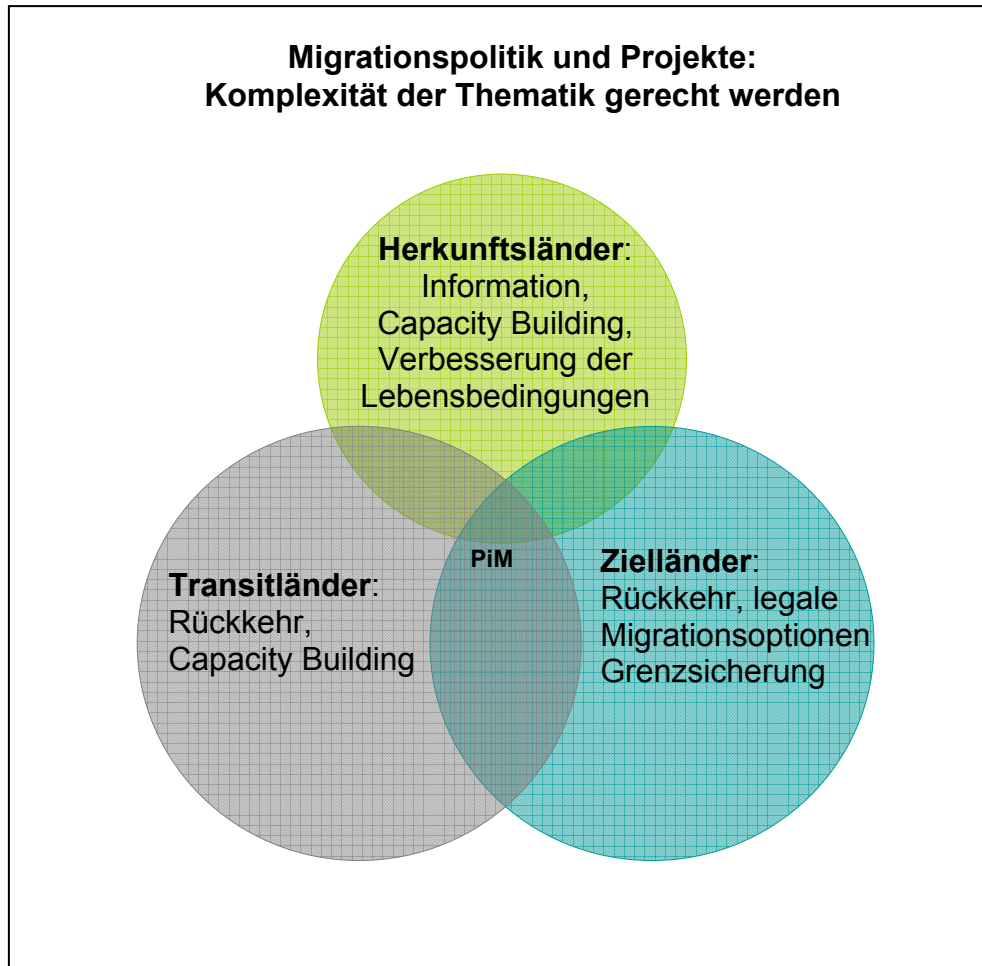 Migrationspolitik und Projekte:
Komplexität der Thematik gerecht werden
Herkunftsländer:
Information,
Capacity Building,
Verbesserung der
Lebensbedingungen
PiM
Transitländer:
Rückkehr,
Capacity Building
Zielländer:
Rückkehr, legale
Migrationsoptionen
Grenzsicherung